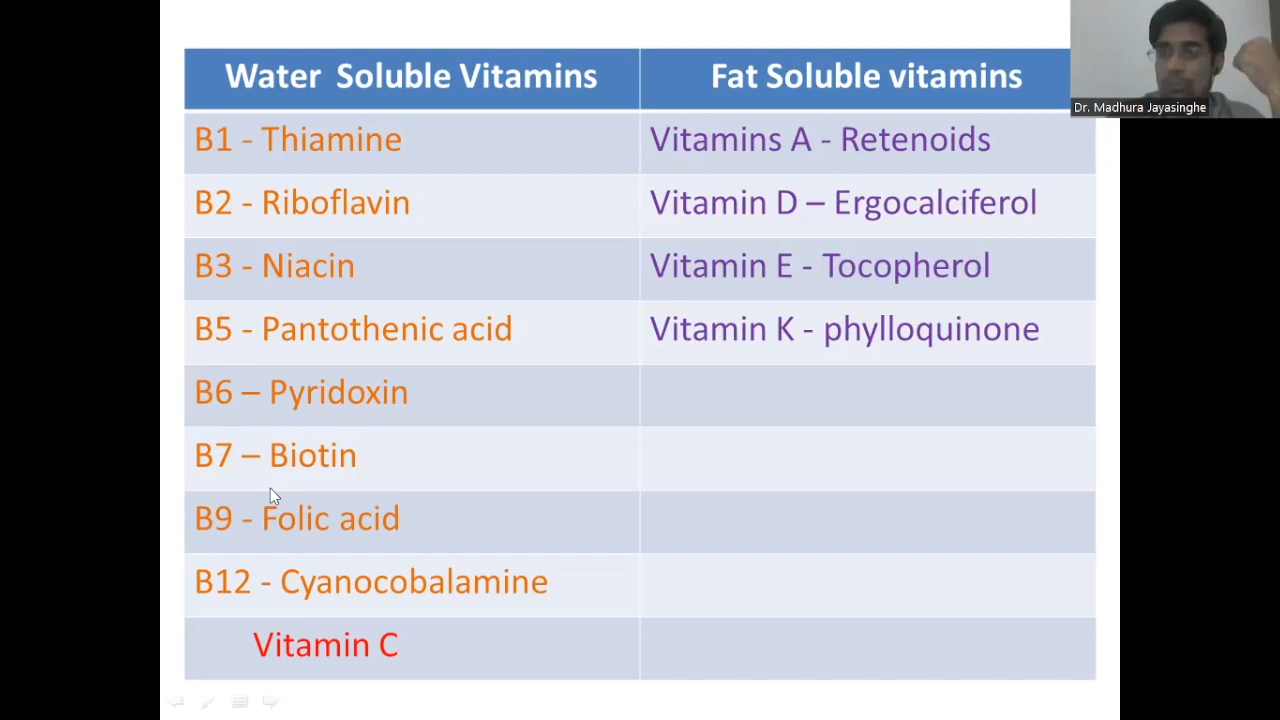 Water  Soluble Vitamins
Fat Soluble vitamins
Dr. Madhura Jayasinghe
B1 - Thiamine
Vitamins A - Retenoids
B2 - Riboflavin
Vitamin D – Ergocalciferol
B3 - Niacin
Vitamin E - Tocopherol
B5 - Pantothenic acid
Vitamin K - phylloquinone
B6 – Pyridoxin
B7 – Biotin
B9 - Folic acid
B12 - Cyanocobalamine
Vitamin C